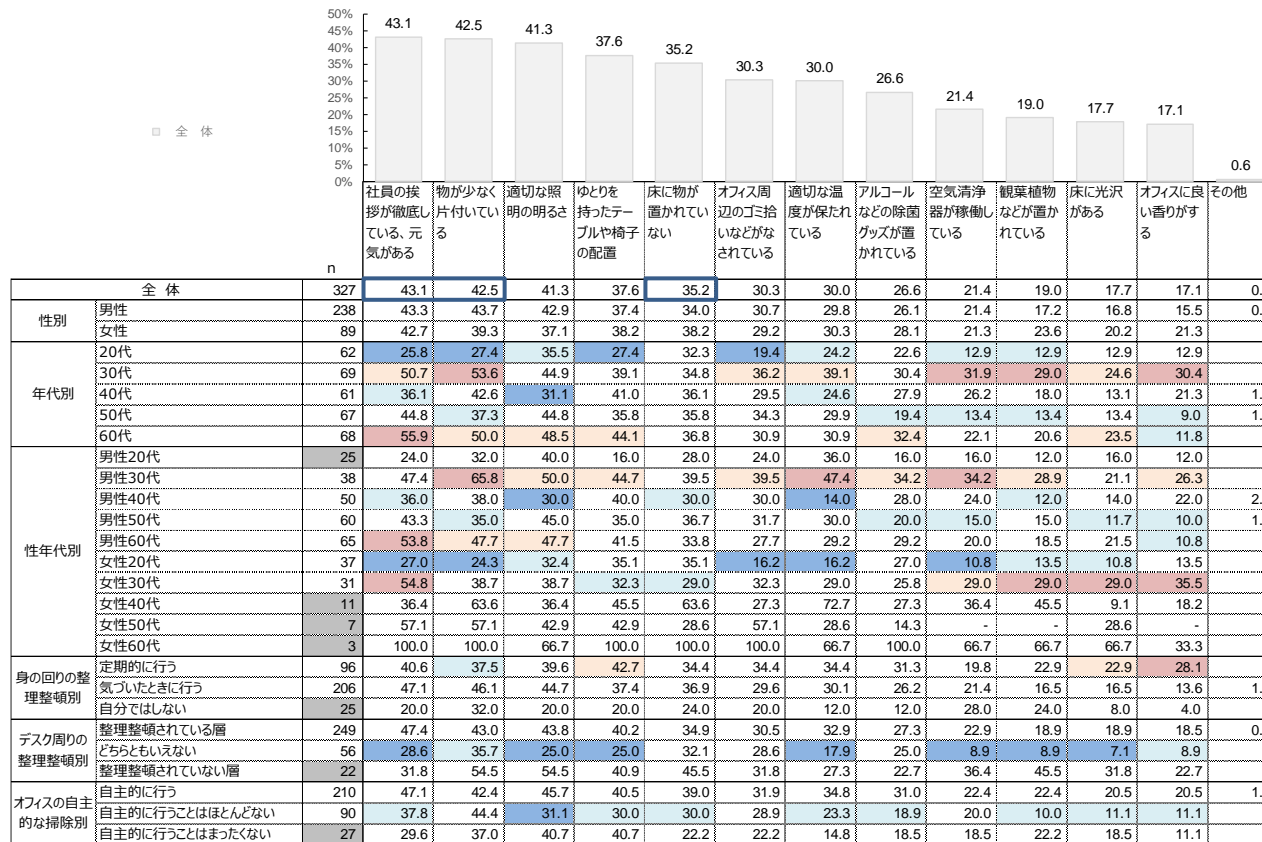 50%
45%
40%
35%
30%
25%
20%
15%
10%
5%
0%
43.1 42.5 41.3 37.6 35.2 30.3 30.0 26.6 21.4 19.0 17.7 17.1 0.6
全 体
社員の挨拶が徹底している、元気がある
物が少なく片付いている
適切な照明の明るさ
ゆとりを持ったテーブルや椅子の配置
床に物が置かれていない
オフィス周辺のゴミ拾いなどがなされている
適切な温度が保たれている
アルコールなどの除菌グッズが置かれている
空気清浄器が稼働している
観葉植物などが置かれている
床に光沢がある
オフィスに良い香りがする
その他
n
全 体 327 43.1 42.5 41.3 37.6 35.2 30.3 30.0 26.6 21.4 19.0 17.7 17.1 0.
性別
男性 238 43.3 43.7 42.9 37.4 34.0 30.7 29.8 26.1 21.4 17.2 16.8 15.5 0.
女性 89 42.7 39.3 37.1 38.2 38.2 29.2 30.3 28.1 21.3 23.6 20.2 21.3
年代別
20代 62 25.8 27.4 35.5 27.4 32.3 19.4 24.2 22.6 12.9 12.9 12.9 12.9
30代 69 50.7 53.6 44.9 39.1 34.8 36.2 39.1 30.4 31.9 29.0 24.6 30.4
40代 61 36.1 42.6 31.1 41.0 36.1 29.5 24.6 27.9 26.2 18.0 13.1 21.3 1.
50代 67 44.8 37.3 44.8 35.8 35.8 34.3 29.9 19.4 13.4 13.4 13.4 9.0 1.
60代 68 55.9 50.0 48.5 44.1 36.8 30.9 30.9 32.4 22.1 20.6 23.5 11.8
性年代別
男性20代 25 24.0 32.0 40.0 16.0 28.0 24.0 36.0 16.0 16.0 12.0 16.0 12.0
男性30代 38 47.4 65.8 50.0 44.7 39.5 39.5 47.4 34.2 34.2 28.9 21.1 26.3
男性40代 50 36.0 38.0 30.0 40.0 30.0 30.0 14.0 28.0 24.0 12.0 14.0 22.0 2.
男性50代 60 43.3 35.0 45.0 35.0 36.7 31.7 30.0 20.0 15.0 15.0 11.7 10.0 1.
男性60代 65 53.8 47.7 47.7 41.5 33.8 27.7 29.2 29.2 20.0 18.5 21.5 10.8
女性20代 37 27.0 24.3 32.4 35.1 35.1 16.2 16.2 27.0 10.8 13.5 10.8 13.5
女性30代 31 54.8 38.7 38.7 32.3 29.0 32.3 29.0 25.8 29.0 29.0 29.0 35.5
女性40代 11 36.4 63.6 36.4 45.5 63.6 27.3 72.7 27.3 36.4 45.5 9.1 18.2
女性50代 7 57.1 57.1 42.9 42.9 28.6 57.1 28.6 14.3 - - 28.6 -
女性60代 3 100.0 100.0 66.7 100.0 100.0 100.0 66.7 100.0 66.7 66.7 66.7 33.3
身の回りの整理整頓別
定期的に行う 96 40.6 37.5 39.6 42.7 34.4 34.4 34.4 31.3 19.8 22.9 22.9 28.1
気づいたときに行う 206 47.1 46.1 44.7 37.4 36.9 29.6 30.1 26.2 21.4 16.5 16.5 13.6 1.
自分ではしない 25 20.0 32.0 20.0 20.0 24.0 20.0 12.0 12.0 28.0 24.0 8.0 4.0
デスク周りの整理整頓別
整理整頓されている層 249 47.4 43.0 43.8 40.2 34.9 30.5 32.9 27.3 22.9 18.9 18.9 18.5 0.
どちらともいえない 56 28.6 35.7 25.0 25.0 32.1 28.6 17.9 25.0 8.9 8.9 7.1 8.9
整理整頓されていない層 22 31.8 54.5 54.5 40.9 45.5 31.8 27.3 22.7 36.4 45.5 31.8 22.7
オフィスの自主的な掃除別
自主的に行う 210 47.1 42.4 45.7 40.5 39.0 31.9 34.8 31.0 22.4 22.4 20.5 20.5 1.
自主的に行うことはほとんどない 90 37.8 44.4 31.1 30.0 30.0 28.9 23.3 18.9 20.0 10.0 11.1 11.1
自主的に行うことはまったくない 27 29.6 37.0 40.7 40.7 22.2 22.2 14.8 18.5 18.5 22.2 18.5 11.1